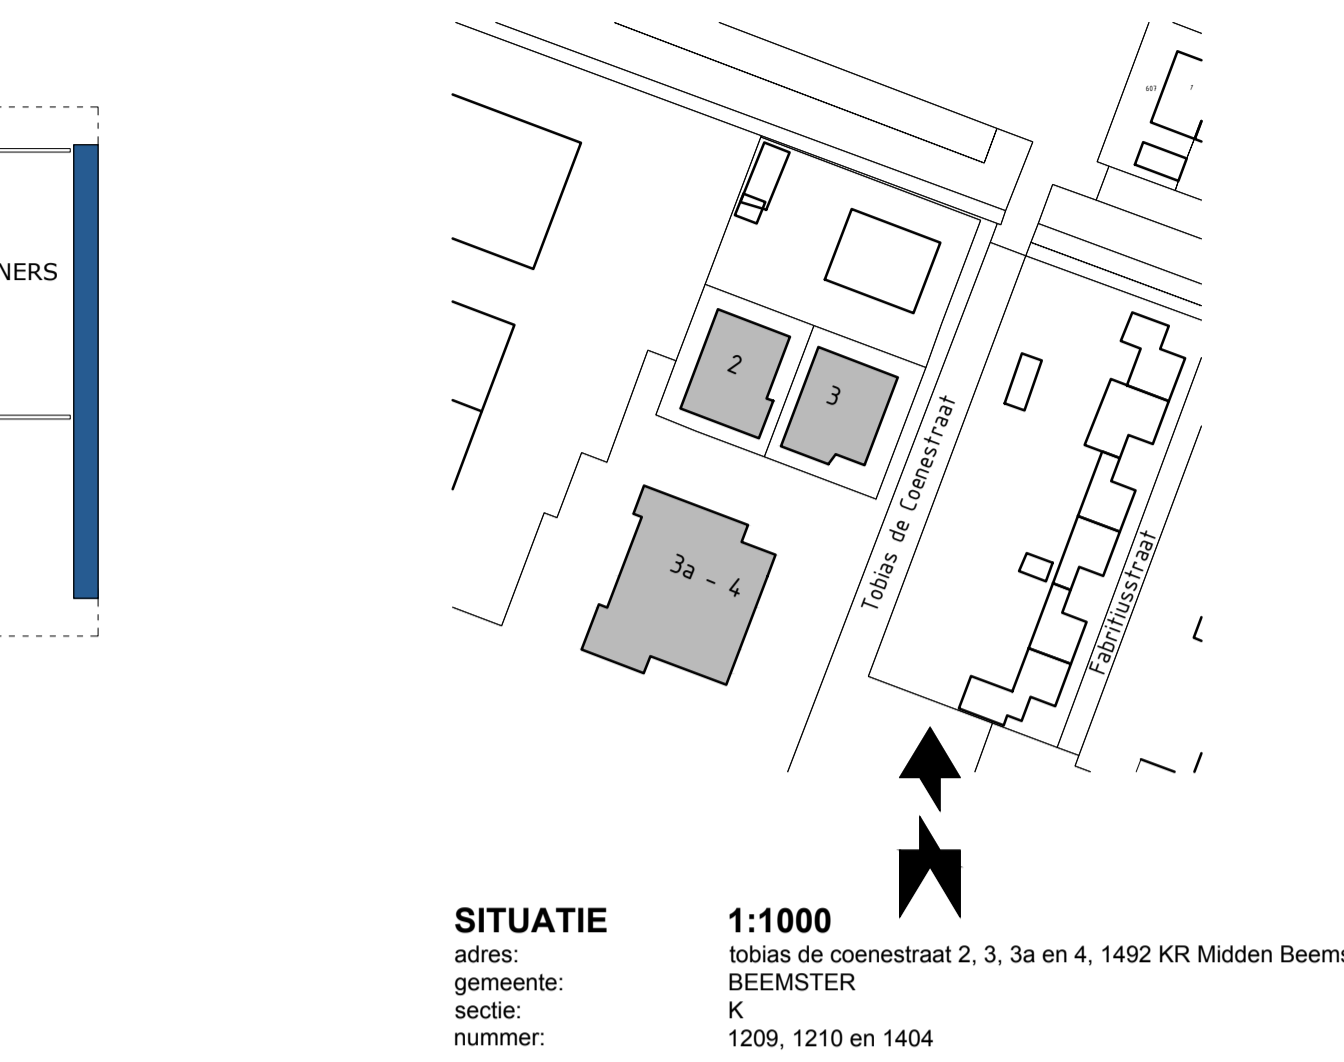 NERS
607 7
2
3
3a - 4
Tobias de Coenestraat
Fabritiusstraat
SITUATIE 1:1000
adres: tobias de coenestraat 2, 3, 3a en 4, 1492 KR Midden Beems
gemeente: BEEMSTER
sectie: K
nummer: 1209, 1210 en 1404